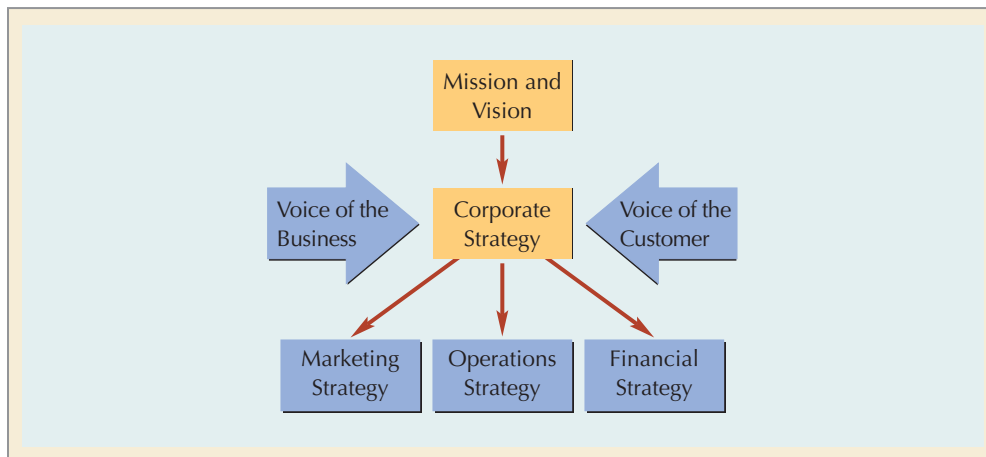 Mission and
Vision
Voice of the
Business
Corporate
Strategy
Voice of the
Customer
Marketing
Strategy
Operations
Strategy
Financial
Strategy